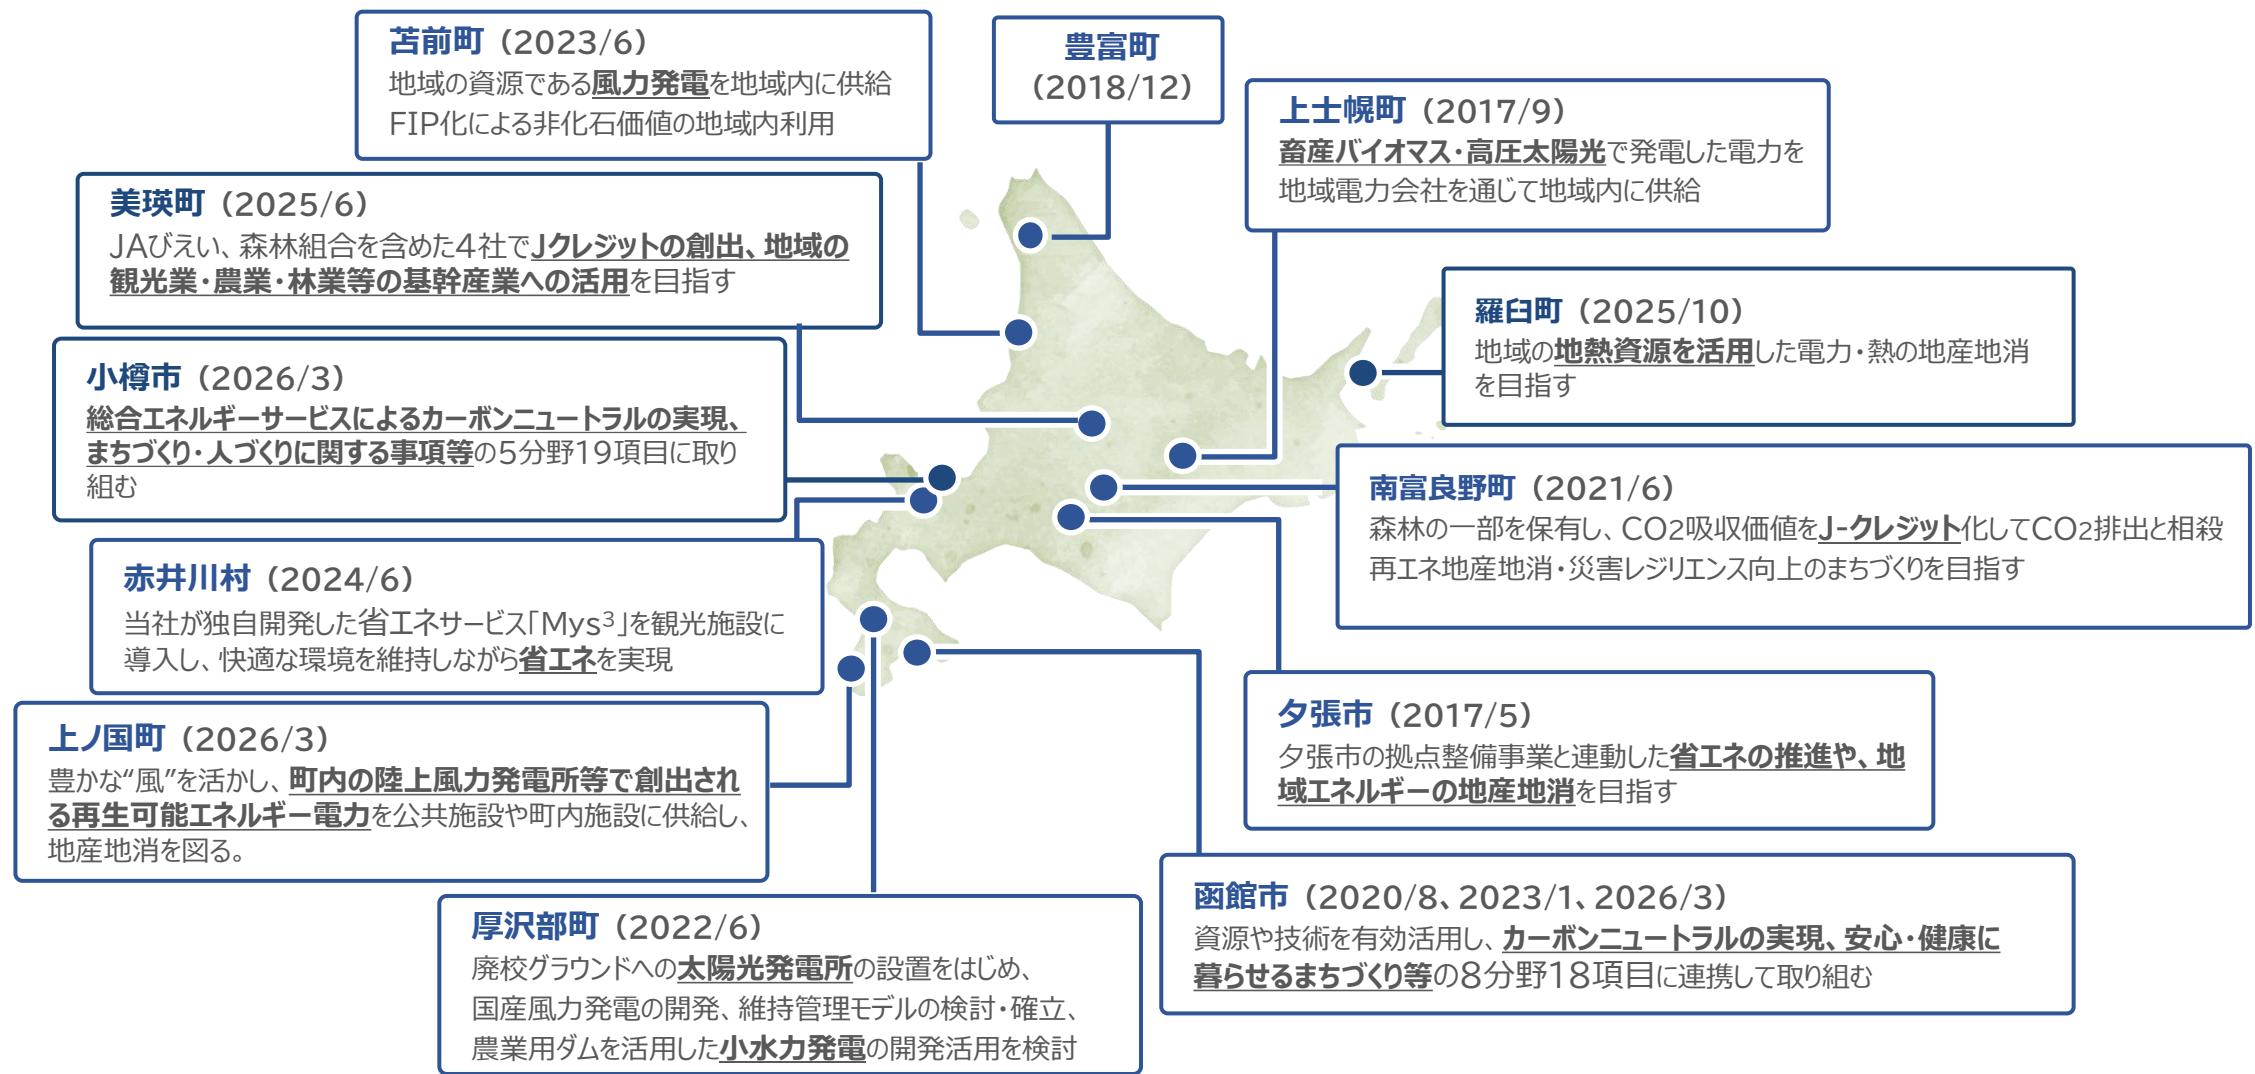 苫前町（2023/6）
地域の資源である風力発電を地域内に供給
FIP化による非化石価値の地域内利用
豊富町
（2018/12）
上士幌町（2017/9）
畜産バイオマス・高圧太陽光で発電した電力を
地域電力会社を通じて地域内に供給
美瑛町（2025/6）
JAびえい、森林組合を含めた4社でJクレジットの創出、地域の
観光業・農業・林業等の基幹産業への活用を目指す
羅臼町（2025/10）
地域の地熱資源を活用した電力・熱の地産地消
を目指す
小樽市（2026/3）
総合エネルギーサービスによるカーボンニュートラルの実現、
まちづくり・人づくりに関する事項等の5分野19項目に取り
組む
南富良野町（2021/6）
森林の一部を保有し、CO2吸収価値をJ-クレジット化してCO2排出と相殺
再エネ地産地消・災害レジリエンス向上のまちづくりを目指す
赤井川村（2024/6）
当社が独自開発した省エネサービス「Mys³」を観光施設に
導入し、快適な環境を維持しながら省エネを実現
夕張市（2017/5）
夕張市の拠点整備事業と連動した省エネの推進や、地
域エネルギーの地産地消を目指す
上ノ国町（2026/3）
豊かな“風”を活かし、町内の陸上風力発電所等で創出され
る再生可能エネルギー電力を公共施設や町内施設に供給し、
地産地消を図る。
函館市（2020/8、2023/1、2026/3）
資源や技術を有効活用し、カーボンニュートラルの実現、安心・健康に
暮らせるまちづくり等の8分野18項目に連携して取り組む
厚沢部町（2022/6）
廃校グラウンドへの太陽光発電所の設置をはじめ、
国産風力発電の開発、維持管理モデルの検討・確立、
農業用ダムを活用した小水力発電の開発活用を検討